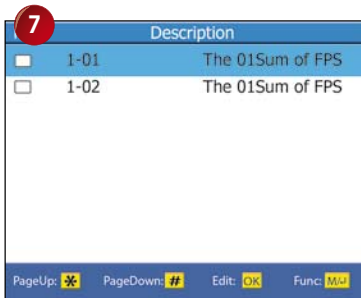 7
Description
1-01 The 01Sum of FPS
1-02 The 01Sum of FPS
PageUp: * PageDown: # Edit: OK Func: M/↵